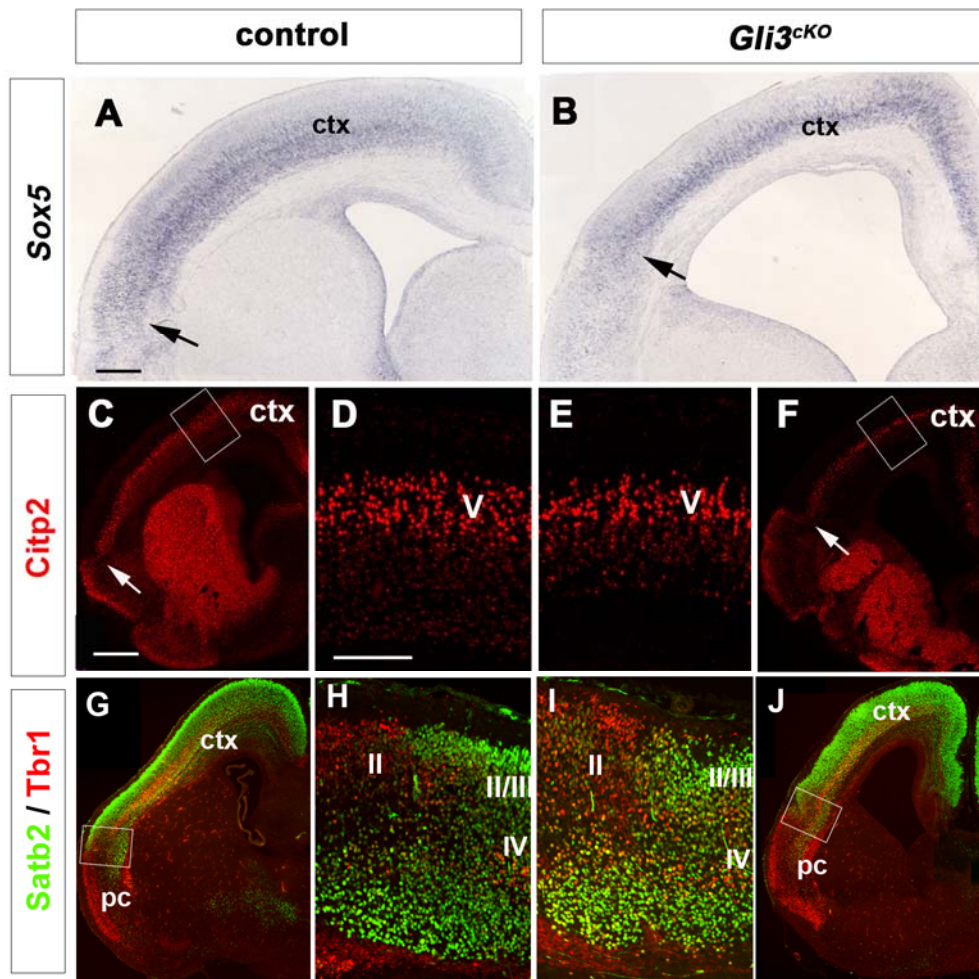 control
Gli3cKO
Sox5
A
ctx
B
ctx
Citp2
C
ctx
D
V
E
V
F
ctx
Satb2 / Tbr1
G
ctx
pc
H
II
II/III
IV
I
II
II/III
IV
J
ctx
pc